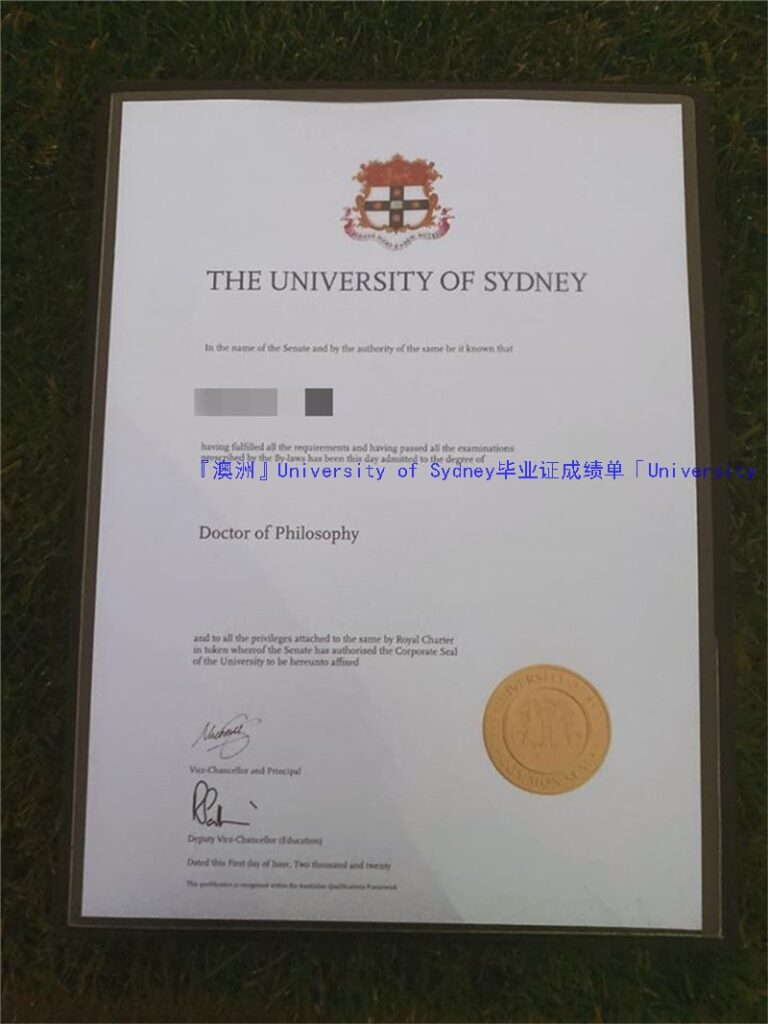 THE UNIVERSITY OF SYDNEY
In the name of the Senate and by the authority of the same be it known that
having fulfilled all the requirements and having passed all the examinations
prescribed by the By-laws has been this day admitted to the degree of
『澳洲』University of Sydney毕业证成绩单「University
Doctor of Philosophy
and to all the privileges attached to the same by Royal Charter
in token whereof the Senate has authorised the Corporate Seal
of the University to be hereunto affixed
Vice-Chancellor and Principal
Deputy Vice-Chancellor (Education)
Dated this First day of June, Two thousand and twenty
This qualification is recognised within the Australian Qualifications Framework